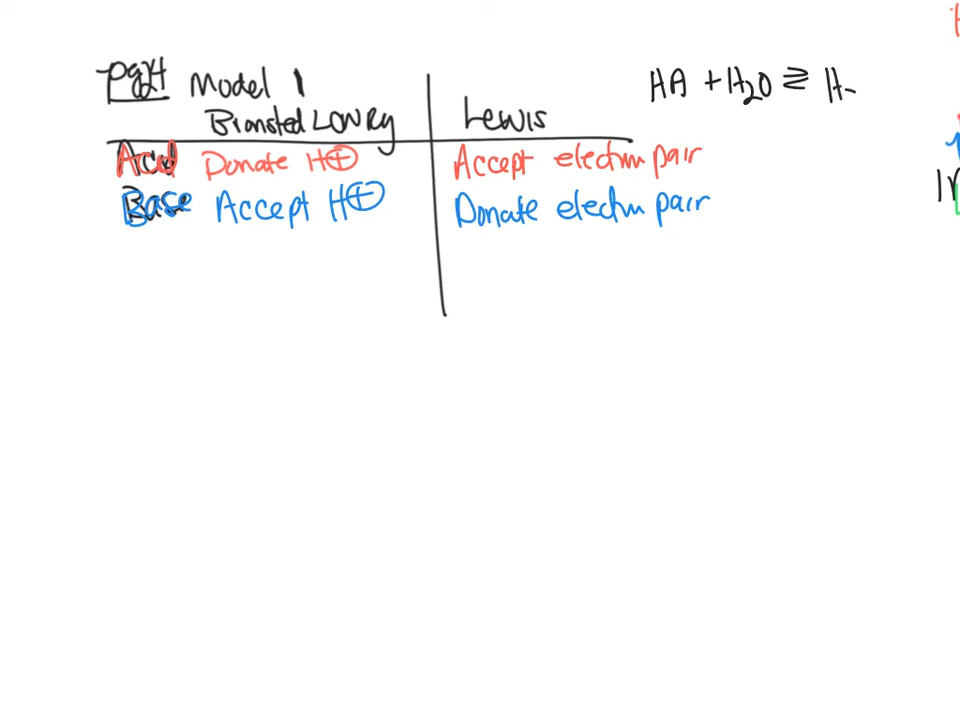 pg24 Model 1
Bronsted LOWRy Lewis
HA + H2O ⇌ H-
Acid Donate H⊕ Accept electron pair
Base Accept H⊕ Donate electron pair